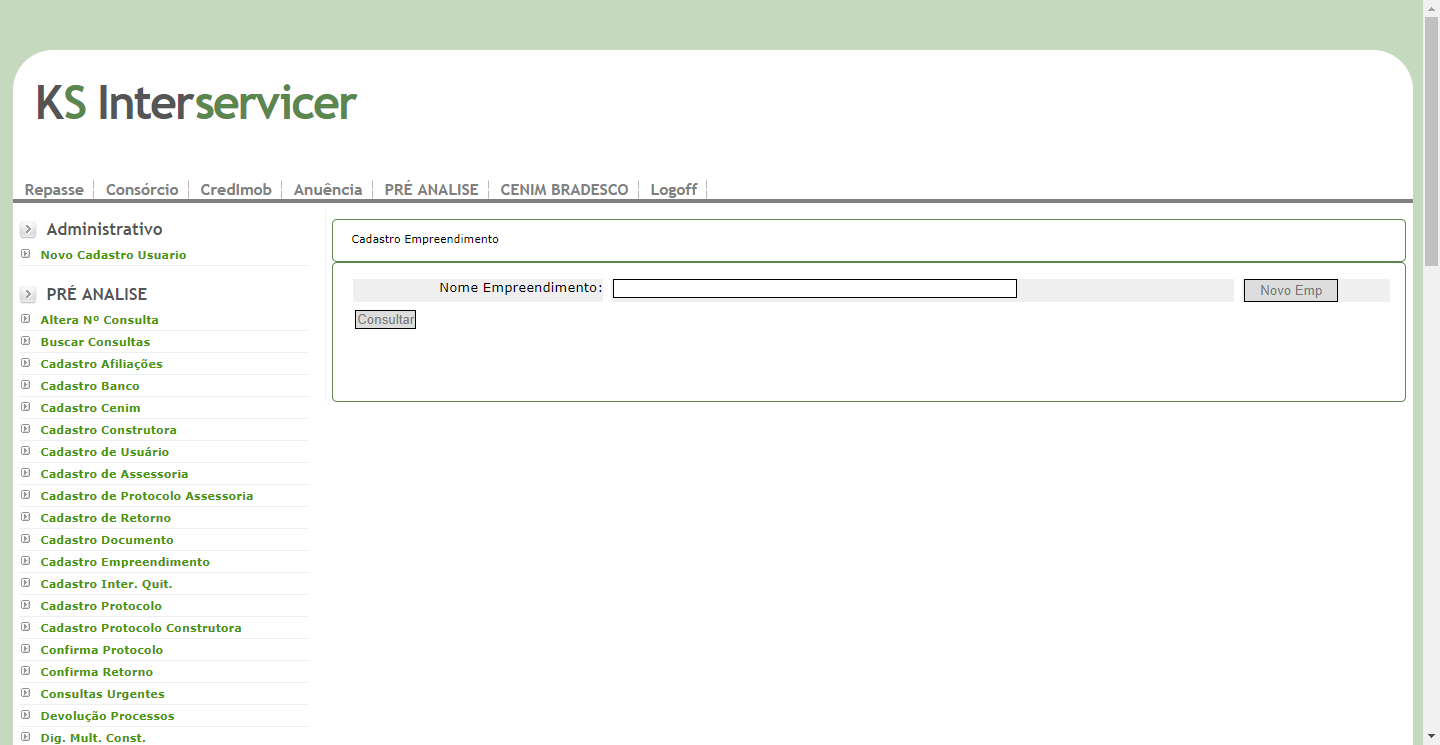 KS Interservicer
Repasse Consórcio CredImob Anuência PRÉ ANALISE CENIM BRADESCO Logoff
Administrativo
Novo Cadastro Usuario
PRÉ ANALISE
Altera Nº Consulta
Buscar Consultas
Cadastro Afiliações
Cadastro Banco
Cadastro Cenim
Cadastro Construtora
Cadastro de Usuário
Cadastro de Assessoria
Cadastro de Protocolo Assessoria
Cadastro de Retorno
Cadastro Documento
Cadastro Empreendimento
Cadastro Inter. Quit.
Cadastro Protocolo
Cadastro Protocolo Construtora
Confirma Protocolo
Confirma Retorno
Consultas Urgentes
Devolução Processos
Dig. Mult. Const.
Cadastro Empreendimento
Nome Empreendimento: Novo Emp
Consultar